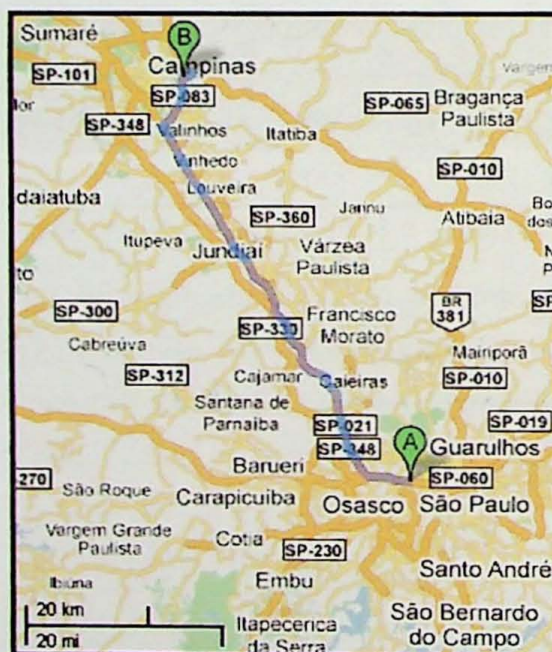 Sumaré
B
SP-101
Campinas
SP-083
SP-065
Bragança
Paulista
SP-348
Valinhos
Itatiba
Vinhedo
SP-010
Louveira
daiatuba
SP-360
Jarinu
Atibaia
Itupeva
Jundiaí
Várzea
Paulista
to
SP-300
BR
381
SP-330
Francisco
Morato
Cabreúva
Mairiporã
SP-312
Cajamar
Caieiras
SP-010
Santana de
Parnaíba
SP-021
A
SP-019
SP-348
Guarulhos
Barueri
270
SP-060
São Roque
Carapicuíba
Osasco
São Paulo
Vargem Grande
Paulista
Cotia
SP-230
Santo André
Ibiúna
Embu
20 km
20 mi
Itapecerica
da Serra
São Bernardo
do Campo